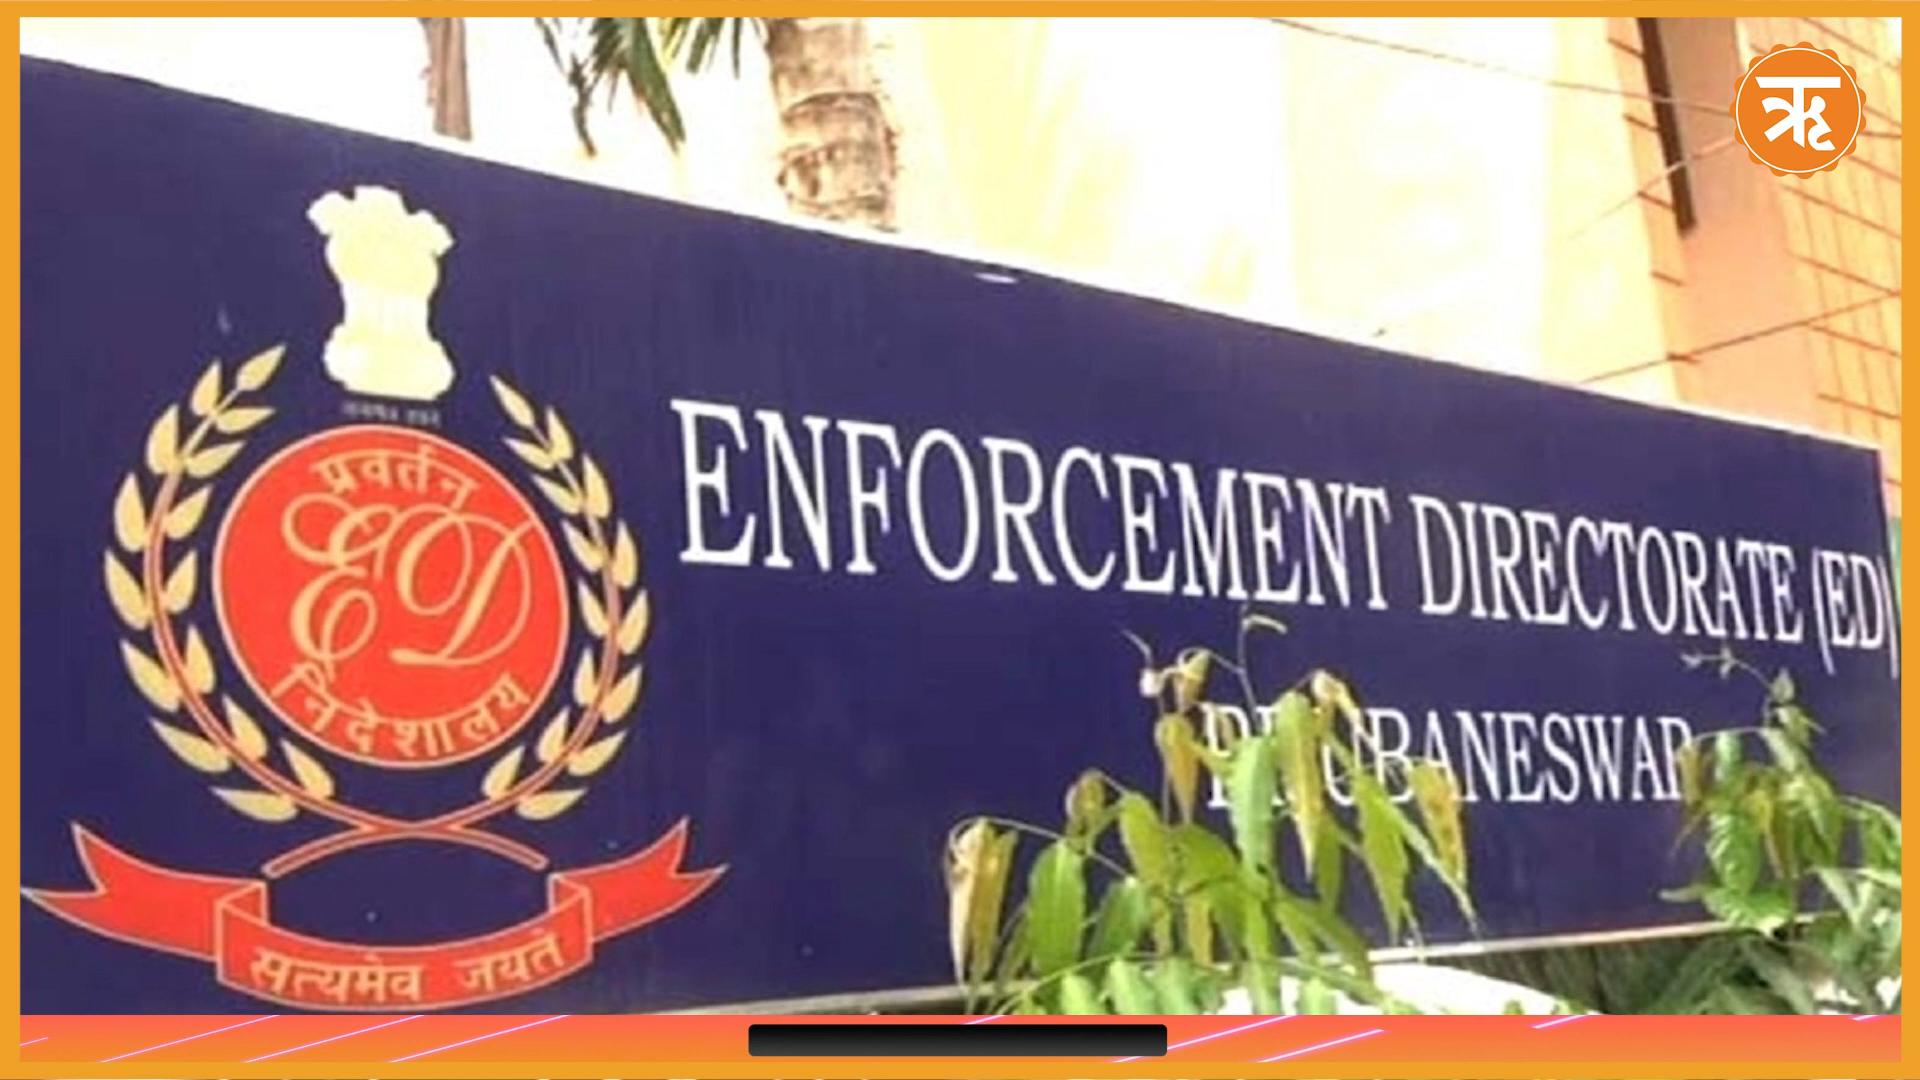 ऋ
प्रवर्तन
ED
निदेशालय
सत्यमेव जयते
ENFORCEMENT DIRECTORATE (ED)
BHUBANESWAR